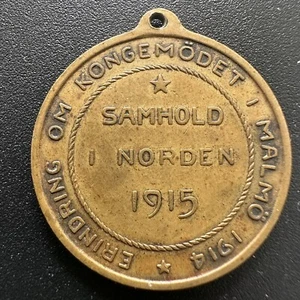 ERINDRING OM KONGEMÖDET I MALMÖ 1914
SAMHOLD
I NORDEN
1915